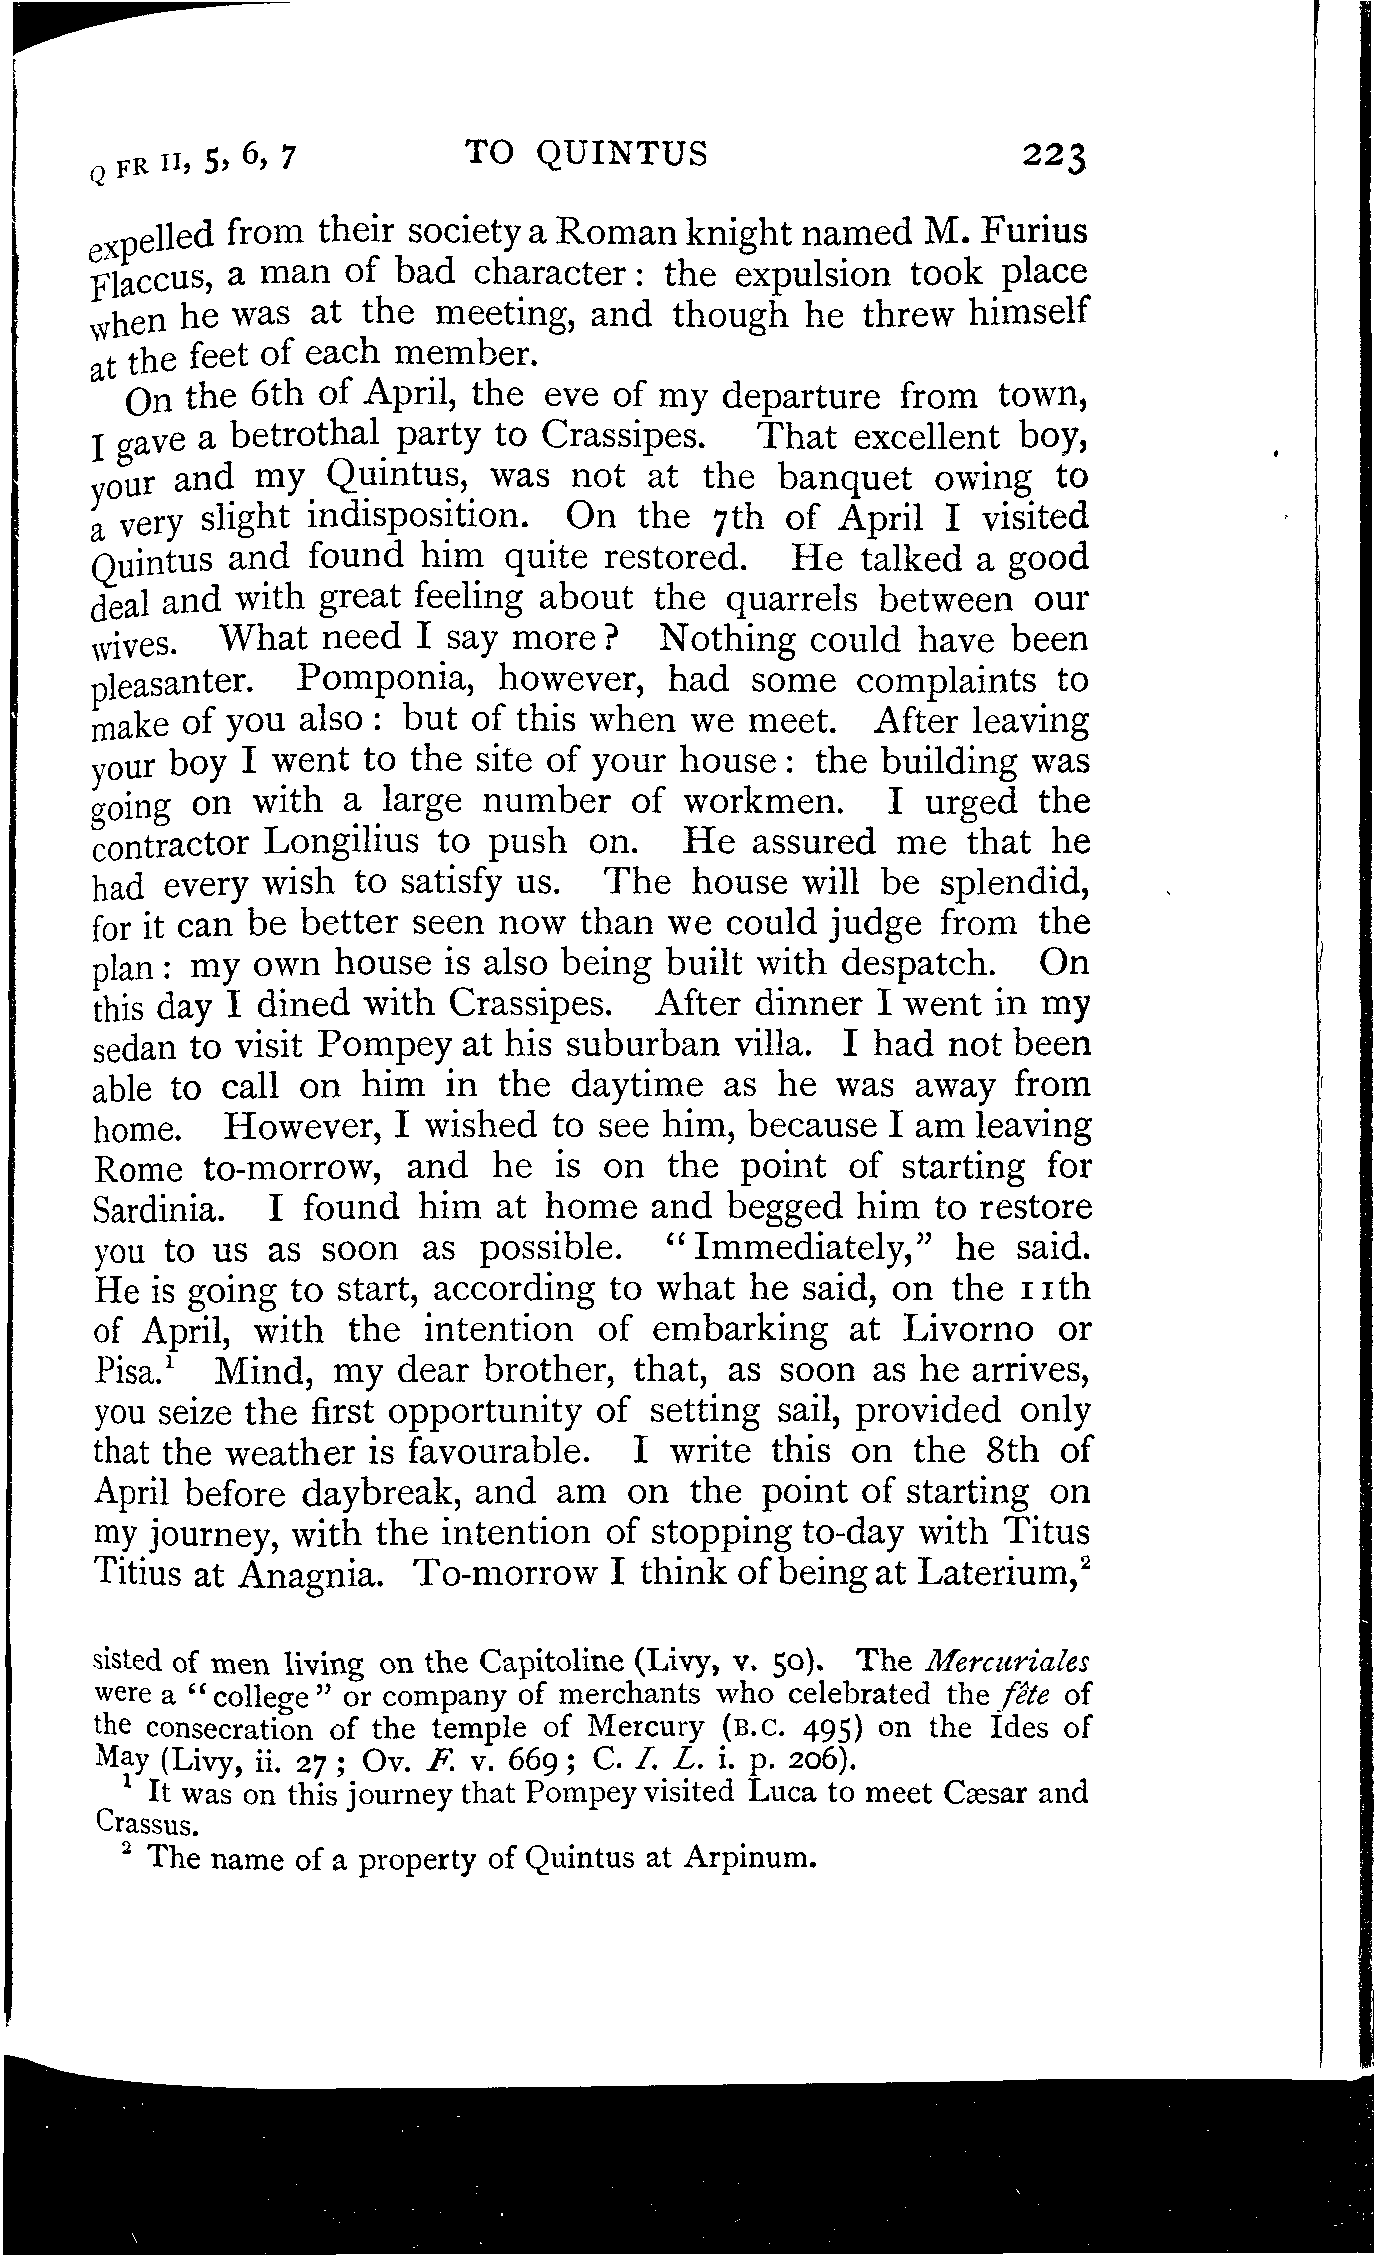 Q FR II, 5, 6, 7 TO QUINTUS 223
expelled from their society a Roman knight named M. Furius
Flaccus, a man of bad character : the expulsion took place
when he was at the meeting, and though he threw himself
at the feet of each member.
On the 6th of April, the eve of my departure from town,
I gave a betrothal party to Crassipes. That excellent boy,
your and my Quintus, was not at the banquet owing to
a very slight indisposition. On the 7th of April I visited
Quintus and found him quite restored. He talked a good
deal and with great feeling about the quarrels between our
wives. What need I say more ? Nothing could have been
pleasanter. Pomponia, however, had some complaints to
make of you also : but of this when we meet. After leaving
your boy I went to the site of your house : the building was
going on with a large number of workmen. I urged the
contractor Longilius to push on. He assured me that he
had every wish to satisfy us. The house will be splendid,
for it can be better seen now than we could judge from the
plan : my own house is also being built with despatch. On
this day I dined with Crassipes. After dinner I went in my
sedan to visit Pompey at his suburban villa. I had not been
able to call on him in the daytime as he was away from
home. However, I wished to see him, because I am leaving
Rome to-morrow, and he is on the point of starting for
Sardinia. I found him at home and begged him to restore
you to us as soon as possible. “Immediately,” he said.
He is going to start, according to what he said, on the 11th
of April, with the intention of embarking at Livorno or
Pisa.¹ Mind, my dear brother, that, as soon as he arrives,
you seize the first opportunity of setting sail, provided only
that the weather is favourable. I write this on the 8th of
April before daybreak, and am on the point of starting on
my journey, with the intention of stopping to-day with Titus
Titius at Anagnia. To-morrow I think of being at Laterium,²
sisted of men living on the Capitoline (Livy, v. 50). The Mercuriales
were a “college” or company of merchants who celebrated the fête of
the consecration of the temple of Mercury (B.C. 495) on the Ides of
May (Livy, ii. 27 ; Ov. F. v. 669 ; C. I. L. i. p. 206).
¹ It was on this journey that Pompey visited Luca to meet Cæsar and
Crassus.
² The name of a property of Quintus at Arpinum.